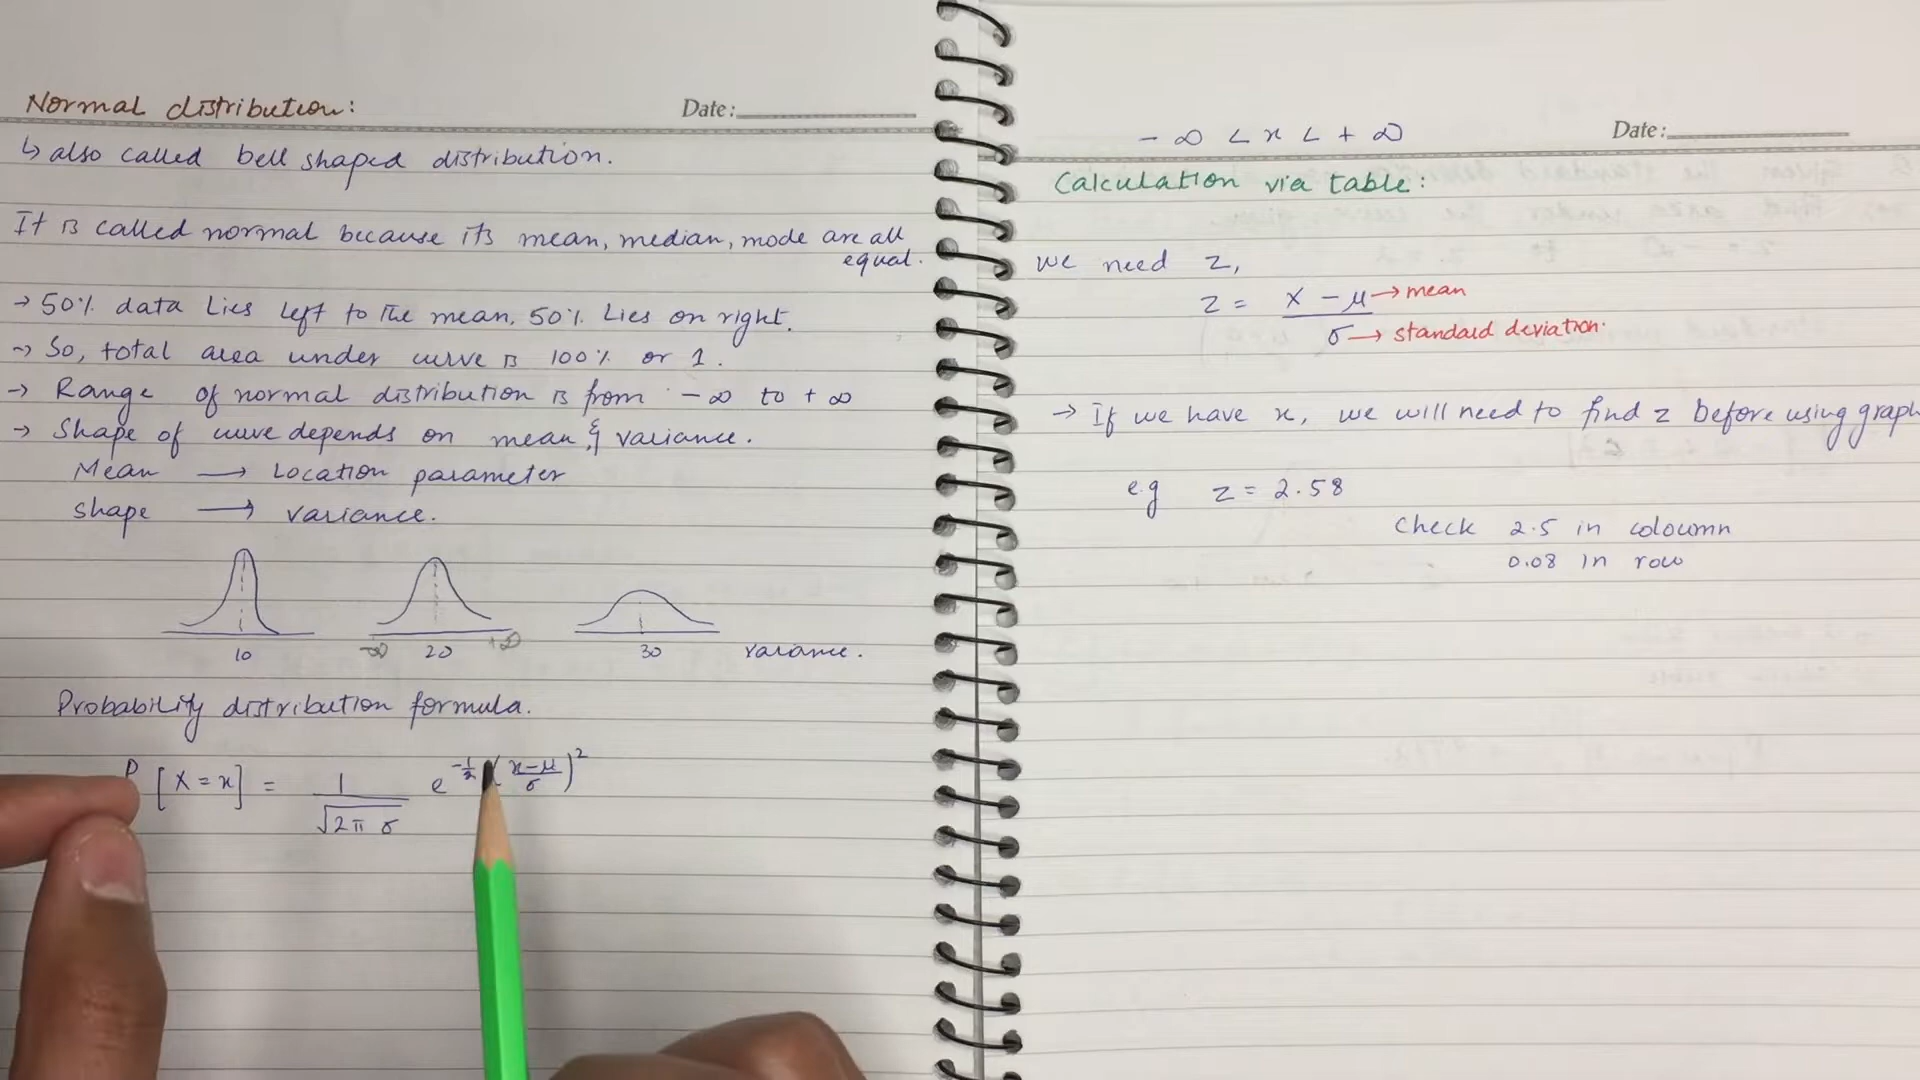 Normal distribution:
Date:
↳ also called bell shaped distribution.
It is called normal because its mean, median, mode are all
equal.
→ 50% data lies left to the mean, 50% lies on right.
→ So, total area under curve is 100% or 1.
→ Range of normal distribution is from -∞ to +∞
→ Shape of curve depends on mean & variance.
Mean → Location parameter
Shape → variance.
10 -∞ 20 +∞ 30 variance.
Probability distribution formula.
P [X = x] = 1/√2π σ e^-1/2 (x-μ/σ)^2
-∞ < x < +∞
Date:
Calculation via table:
we need z,
z = x - μ → mean
σ → standard deviation.
→ If we have x, we will need to find z before using graph
e.g z = 2.58
Check 2.5 in coloumn
0.08 in row